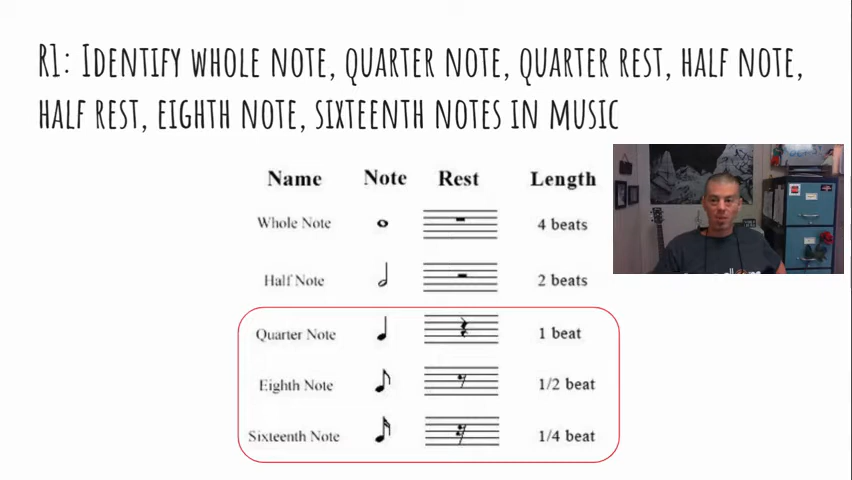 R1: Identify whole note, quarter note, quarter rest, half note,
half rest, eighth note, sixteenth notes in music
Name Note Rest Length
Whole Note 4 beats
Half Note 2 beats
Quarter Note 1 beat
Eighth Note 1/2 beat
Sixteenth Note 1/4 beat